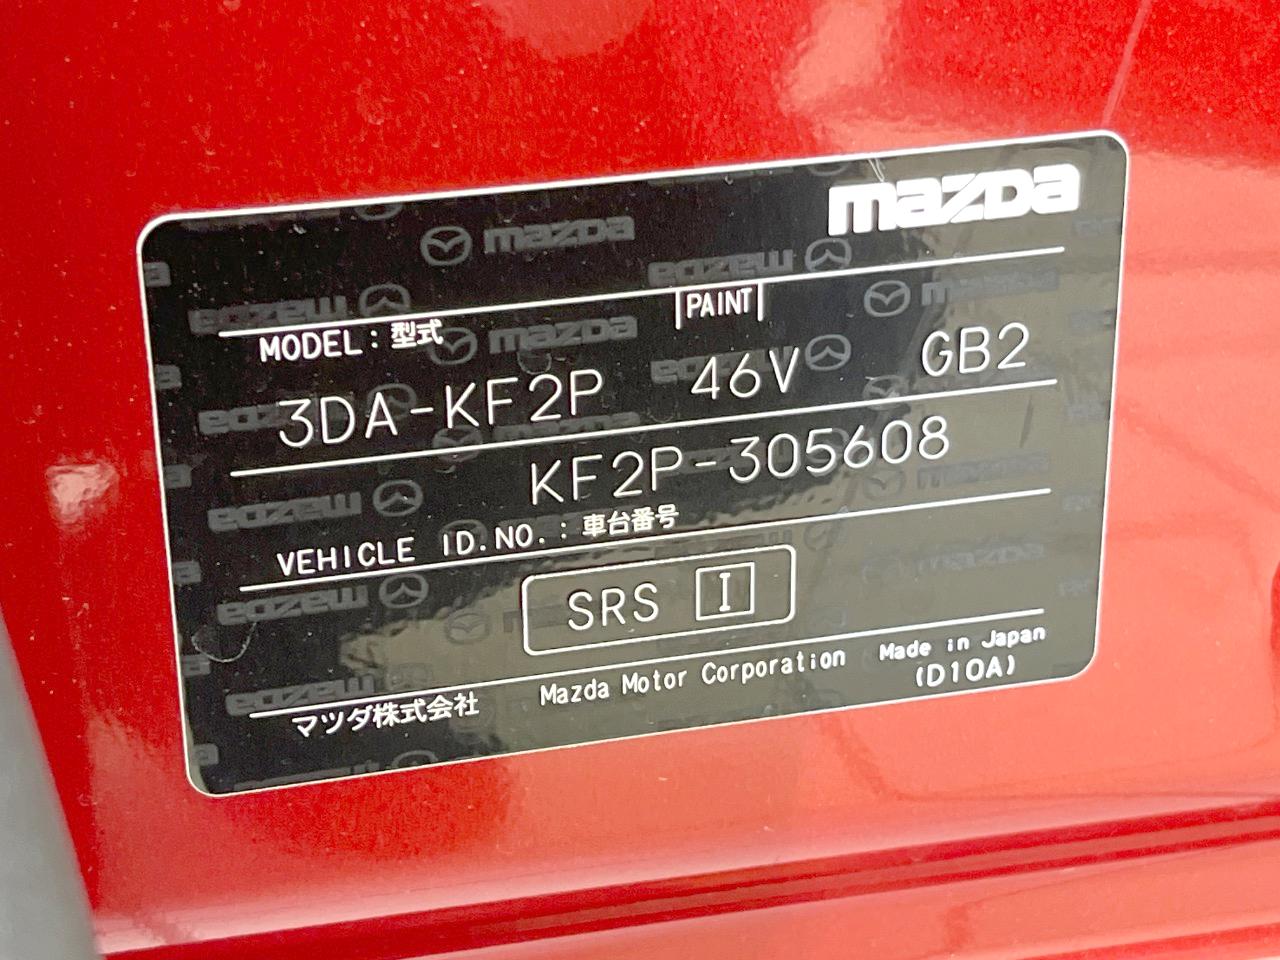 mazda
MODEL：型式 PAINT
3DA-KF2P 46V GB2
KF2P-305608
VEHICLE ID.NO.：車台番号
SRS I
マツダ株式会社 Mazda Motor Corporation Made in Japan
(D10A)